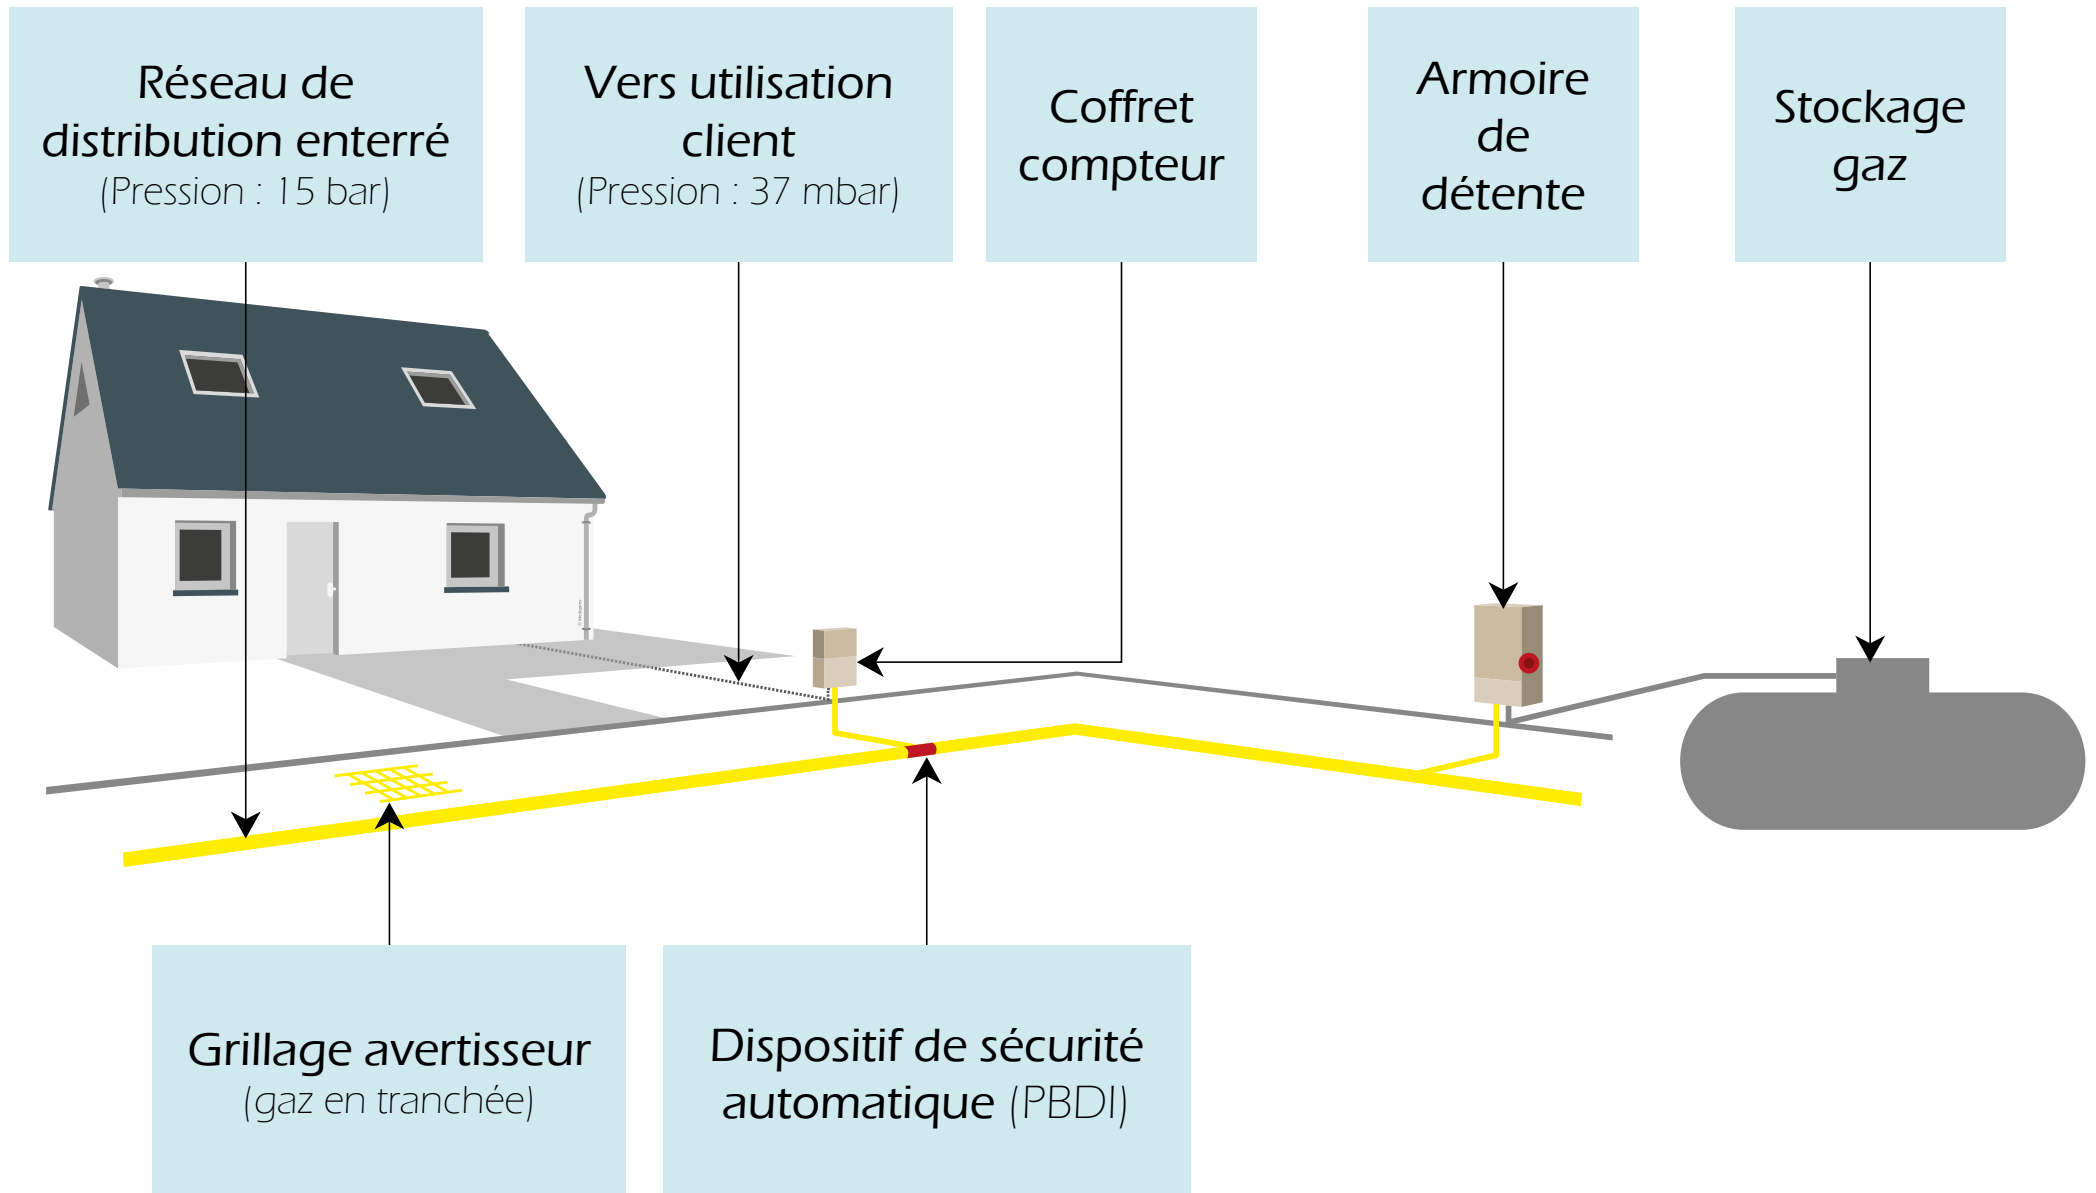 Réseau de
distribution enterré
(Pression : 15 bar)
Vers utilisation
client
(Pression : 37 mbar)
Coffret
compteur
Armoire
de
détente
Stockage
gaz
Grillage avertisseur
(gaz en tranchée)
Dispositif de sécurité
automatique (PBDI)